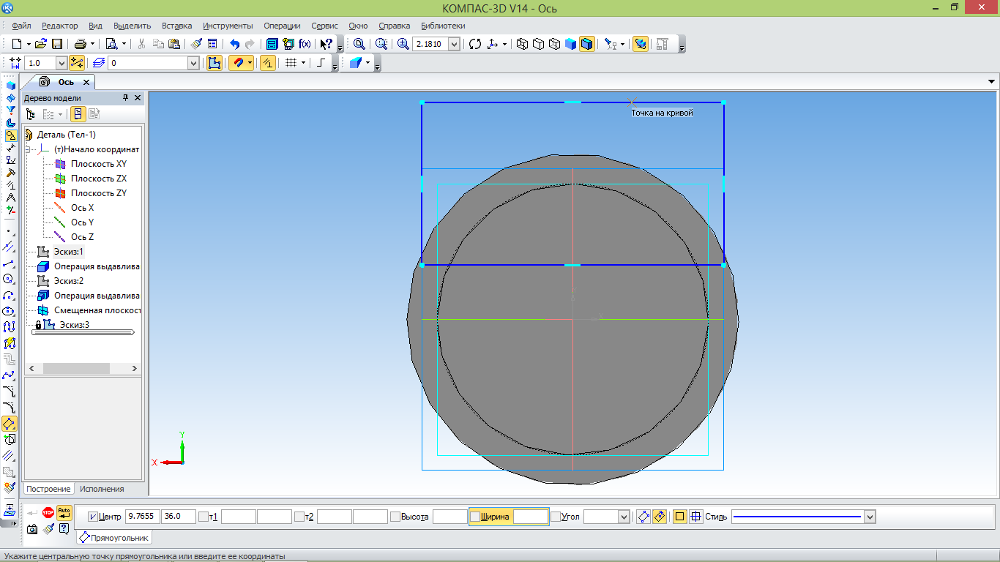 КОМПАС-3D V14 - Ось
Файл Редактор Вид Выделить Вставка Инструменты Операции Сервис Окно Справка Библиотеки
f(x) 2.1810
1.0 0
Ось
Дерево модели
Точка на кривой
Деталь (Тел-1)
(т)Начало координат
Плоскость XY
Плоскость ZX
Плоскость ZY
Ось X
Ось Y
Ось Z
Эскиз:1
Операция выдавлива
Эскиз:2
Операция выдавлива
Смещенная плоскост
Эскиз:3
Y
X
Y
X
Построение Исполнения
STOP Auto Центр 9.7655 36.0 т1 т2 Высота Ширина Угол Стиль
Прямоугольник
Укажите центральную точку прямоугольника или введите ее координаты